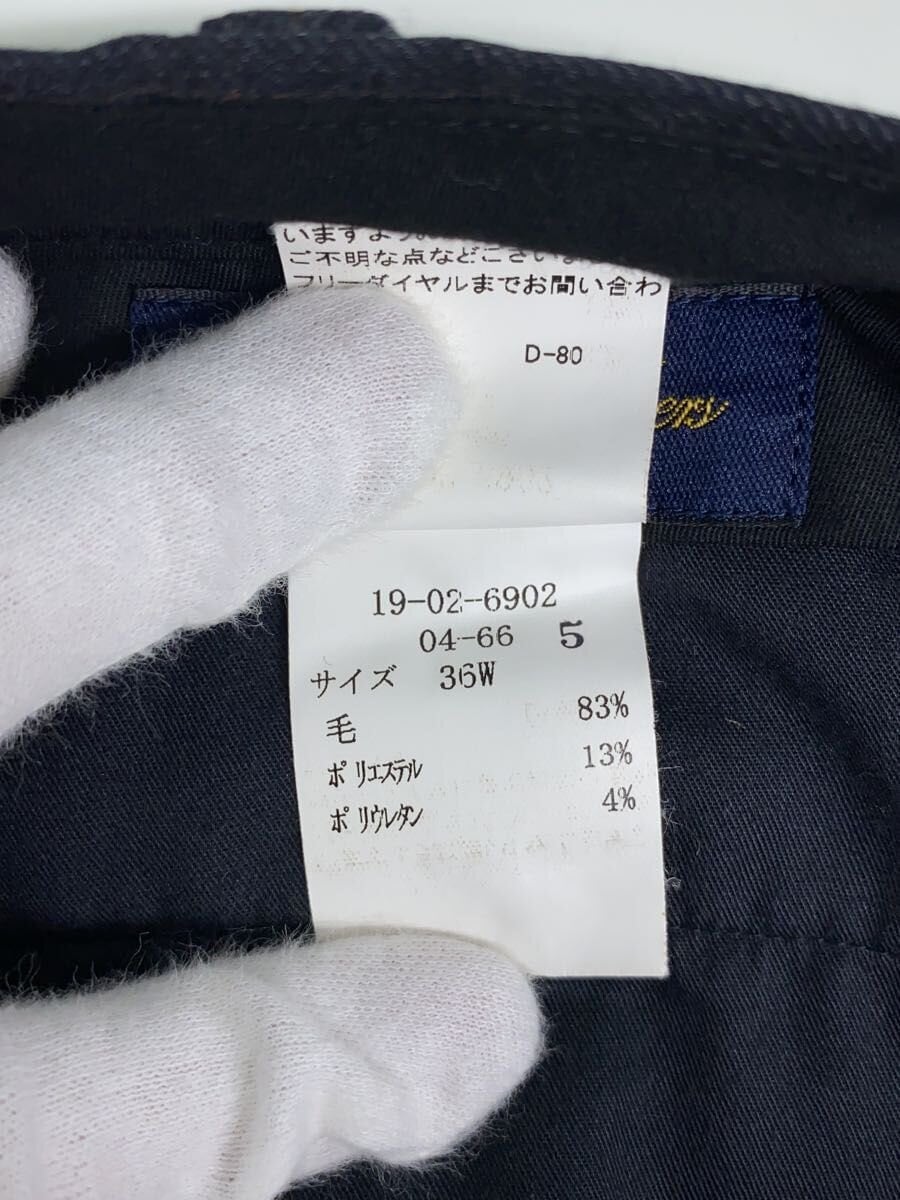 いますよう
ご不明な点などござい
フリーダイヤルまでお問い合わ
D-80
19-02-6902
04-66 5
サイズ 36W
毛 83%
ポリエステル 13%
ポリウレタン 4%